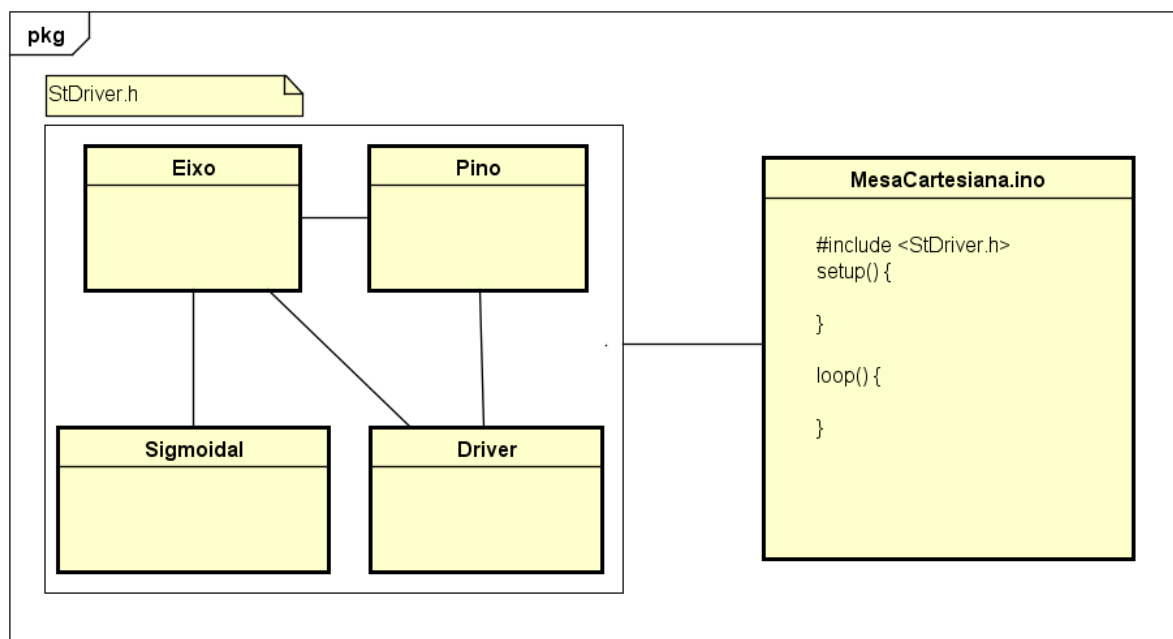 pkg
StDriver.h
Eixo
Pino
Sigmoidal
Driver
MesaCartesiana.ino
#include <StDriver.h>
setup() {
}
loop() {
}